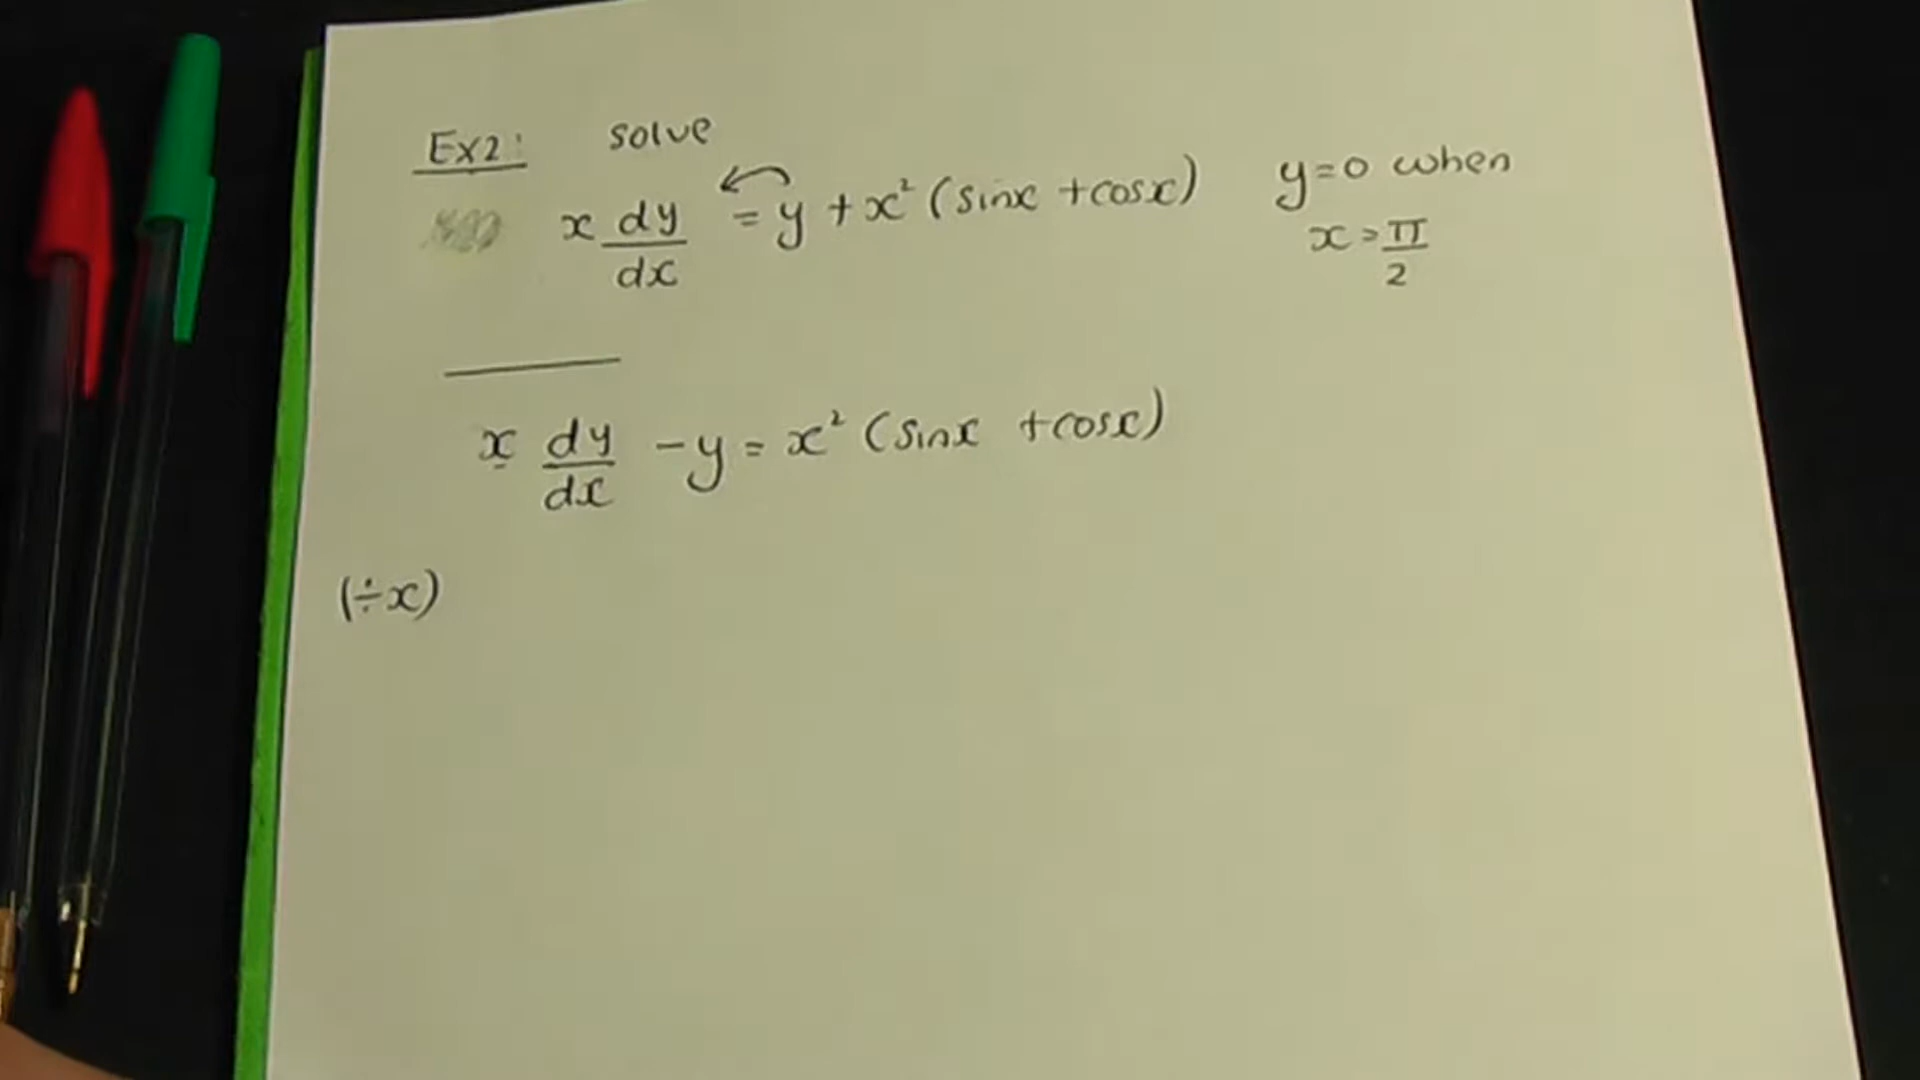 Ex2: solve
x dy/dx = y + x² (sinx + cosx) y=0 when
x = π/2
x dy/dx - y = x² (sinx + cosx)
(÷x)